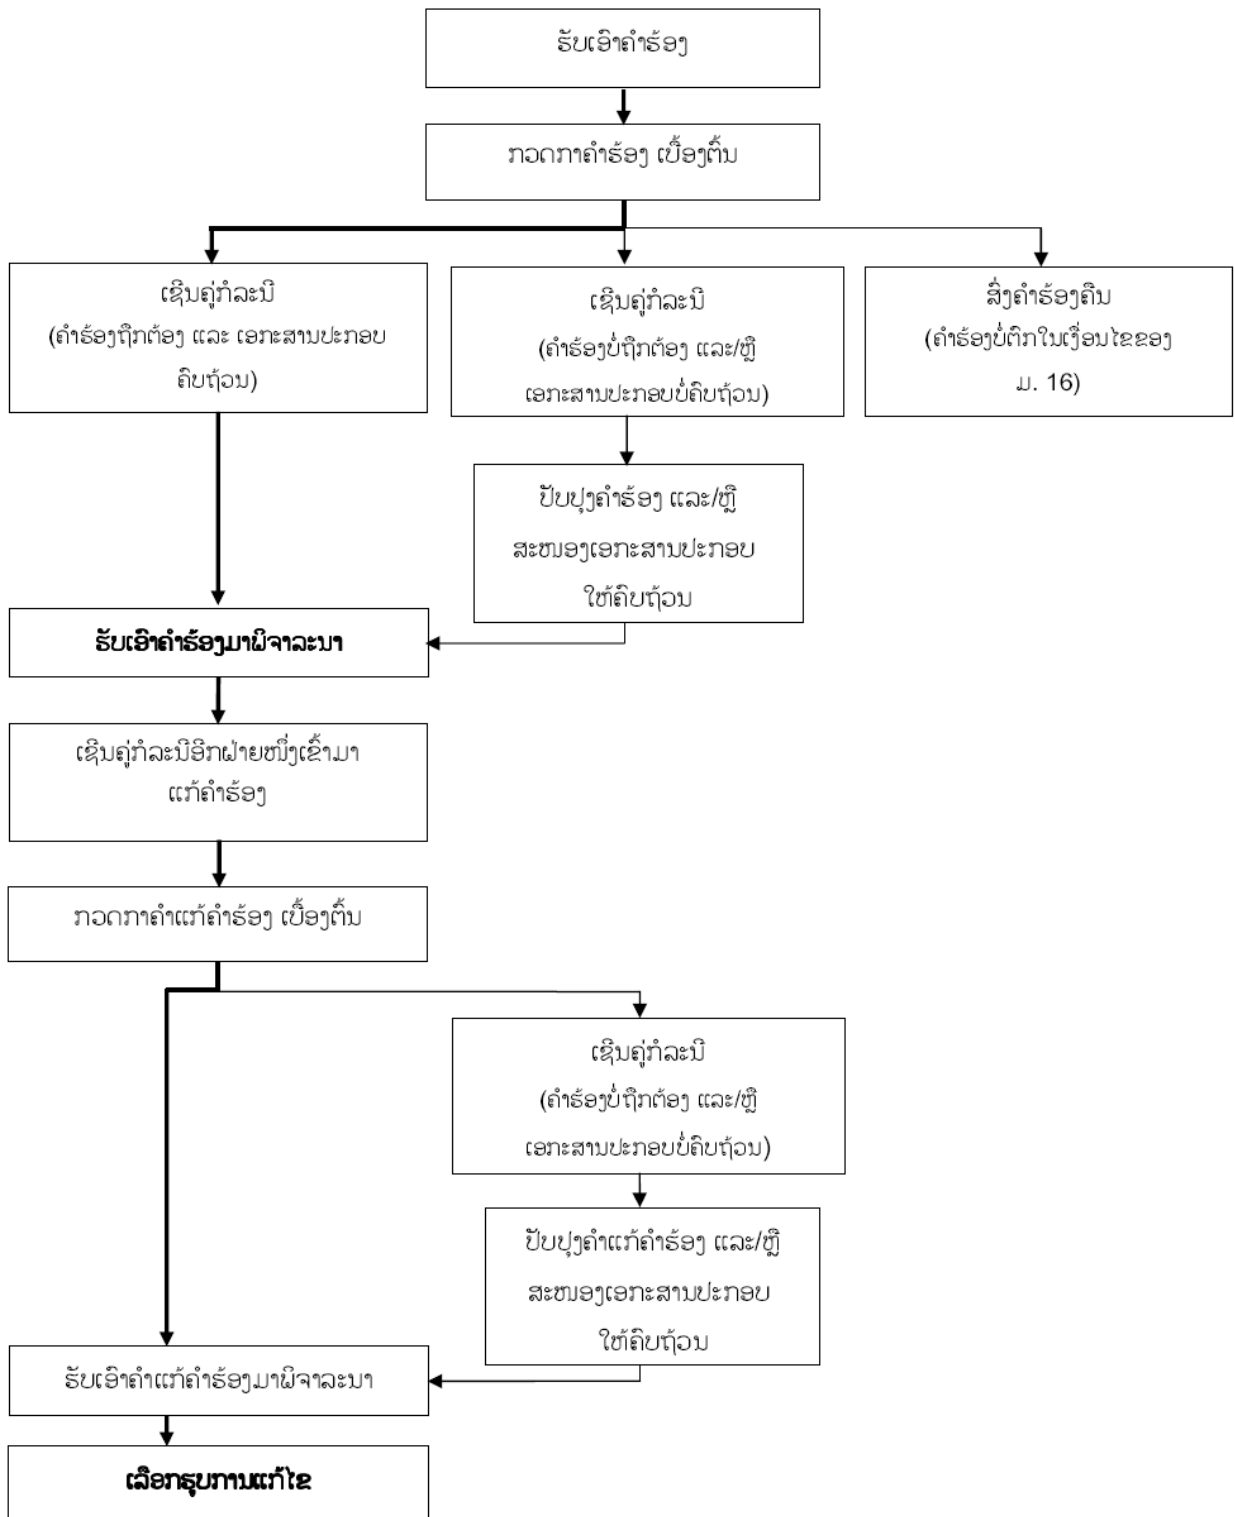 ຮັບເອົາຄຳຮ້ອງ
ກວດກາຄຳຮ້ອງ ເບື້ອງຕົ້ນ
ເຊີນຄູ່ກໍລະນີ
(ຄຳຮ້ອງຖືກຕ້ອງ ແລະ ເອກະສານປະກອບ
ຄົບຖ້ວນ)
ເຊີນຄູ່ກໍລະນີ
(ຄຳຮ້ອງບໍ່ຖືກຕ້ອງ ແລະ/ຫຼື
ເອກະສານປະກອບບໍ່ຄົບຖ້ວນ)
ສົ່ງຄຳຮ້ອງຄືນ
(ຄຳຮ້ອງບໍ່ຕົກໃນເງື່ອນໄຂຂອງ
ມ. 16)
ປັບປຸງຄຳຮ້ອງ ແລະ/ຫຼື
ສະໜອງເອກະສານປະກອບ
ໃຫ້ຄົບຖ້ວນ
ຮັບເອົາຄຳຮ້ອງມາພິຈາລະນາ
ເຊີນຄູ່ກໍລະນີອີກຝ່າຍໜຶ່ງເຂົ້າມາ
ແກ້ຄຳຮ້ອງ
ກວດກາຄຳແກ້ຄຳຮ້ອງ ເບື້ອງຕົ້ນ
ເຊີນຄູ່ກໍລະນີ
(ຄຳຮ້ອງບໍ່ຖືກຕ້ອງ ແລະ/ຫຼື
ເອກະສານປະກອບບໍ່ຄົບຖ້ວນ)
ປັບປຸງຄຳແກ້ຄຳຮ້ອງ ແລະ/ຫຼື
ສະໜອງເອກະສານປະກອບ
ໃຫ້ຄົບຖ້ວນ
ຮັບເອົາຄຳແກ້ຄຳຮ້ອງມາພິຈາລະນາ
ເລືອກຮູບການແກ້ໄຂ